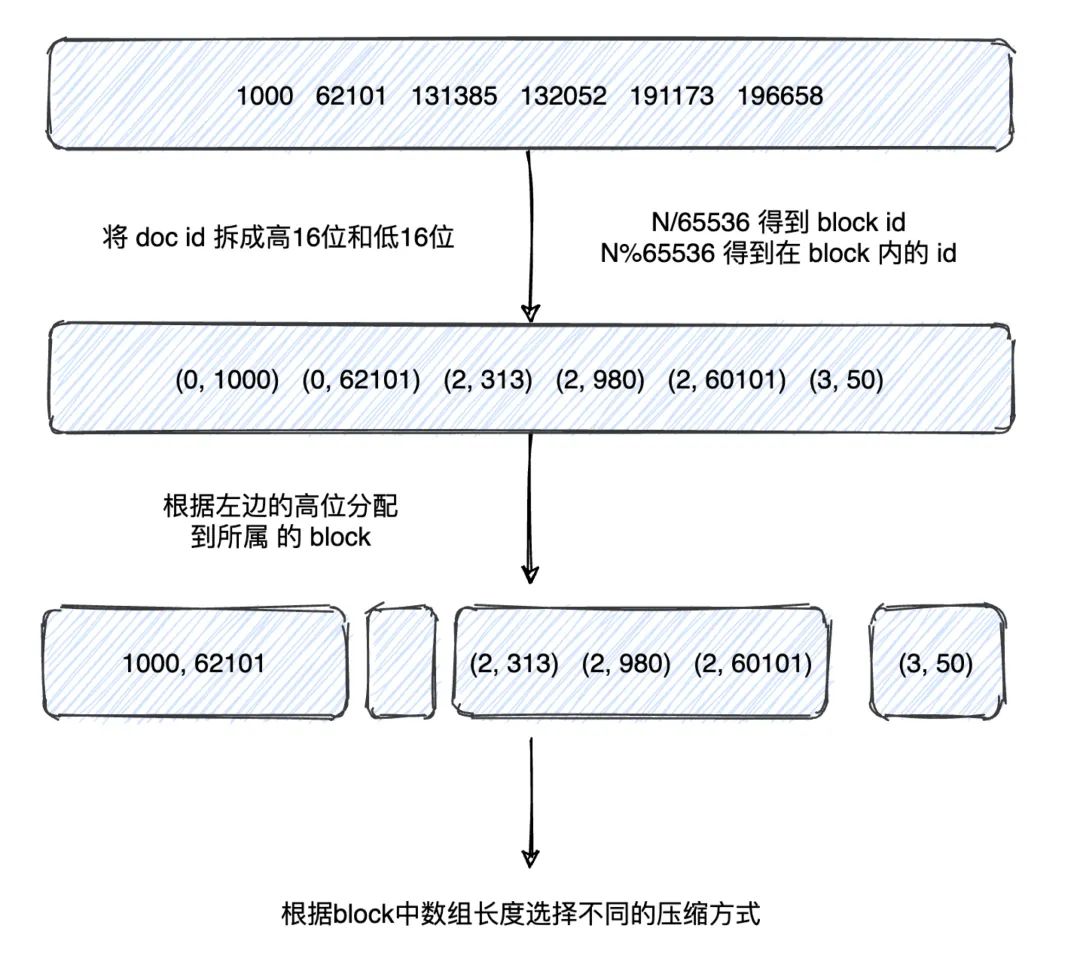 1000 62101 131385 132052 191173 196658
将 doc id 拆成高16位和低16位
N/65536 得到 block id
N%65536 得到在 block 内的 id
(0, 1000) (0, 62101) (2, 313) (2, 980) (2, 60101) (3, 50)
根据左边的高位分配
到所属 的 block
1000, 62101
(2, 313) (2, 980) (2, 60101)
(3, 50)
根据block中数组长度选择不同的压缩方式